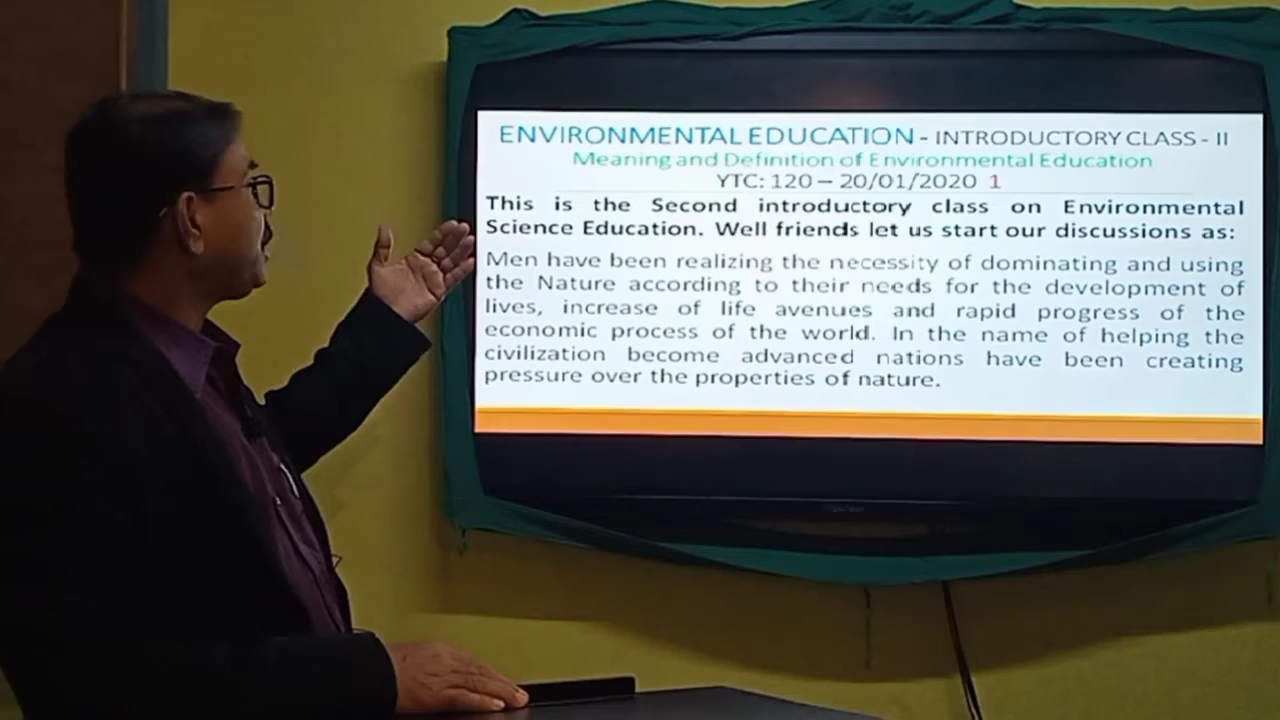 ENVIRONMENTAL EDUCATION - INTRODUCTORY CLASS - II
Meaning and Definition of Environmental Education
YTC: 120 – 20/01/2020 1
This is the Second introductory class on Environmental
Science Education. Well friends let us start our discussions as:
Men have been realizing the necessity of dominating and using
the Nature according to their needs for the development of
lives, increase of life avenues and rapid progress of the
economic process of the world. In the name of helping the
civilization become advanced nations have been creating
pressure over the properties of nature.